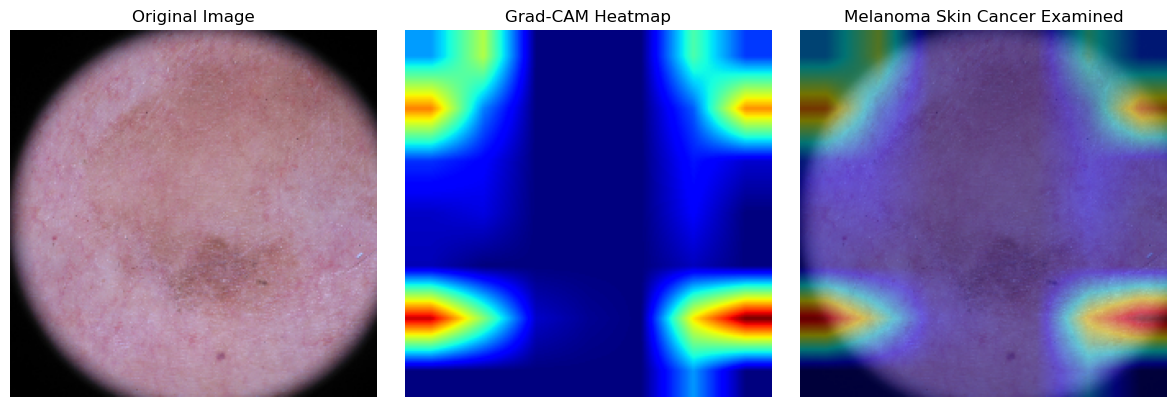 Original Image
Grad-CAM Heatmap
Melanoma Skin Cancer Examined